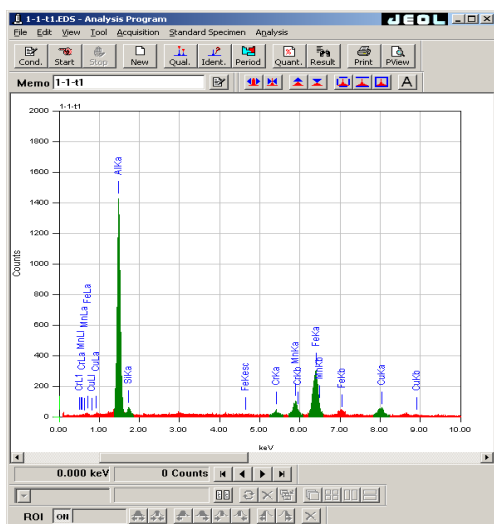 1-1-t1.EDS - Analysis Program
JEOL
File Edit View Tool Acquisition Standard Specimen Analysis
Cond. Start Stop New Qual. Ident. Period Quant. Result Print PView
Memo 1-1-t1
A
1-1-t1
2000
1800
1600
1400
1200
1000
800
600
400
200
0
Counts
CrLl
CrLa
MnLl
MnLa
FeLa
CuLl
CuLa
AlKa
SiKa
FeKesc
CrKa
CrKb
MnKa
FeKa
MnKb
FeKb
CuKa
CuKb
0.00 1.00 2.00 3.00 4.00 5.00 6.00 7.00 8.00 9.00 10.00
keV
0.000 keV 0 Counts
ROI ON